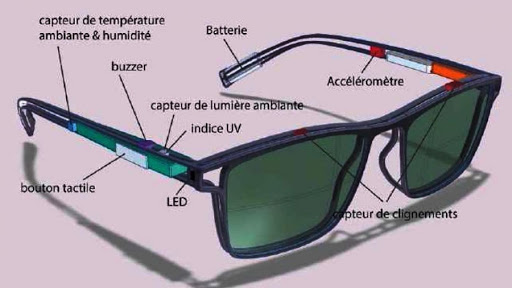 capteur de température
ambiante & humidité
Batterie
buzzer
Accéléromètre
capteur de lumière ambiante
indice UV
bouton tactile
LED
capteur de clignements